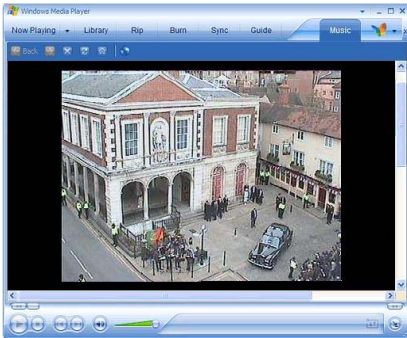 Windows Media Player
Now Playing Library Rip Burn Sync Guide Music
Back